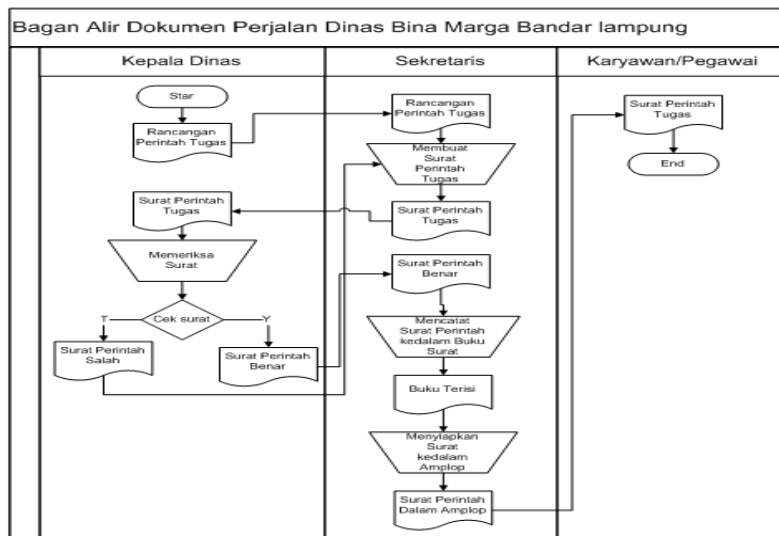 Bagan Alir Dokumen Perjalan Dinas Bina Marga Bandar lampung
Kepala Dinas
Sekretaris
Karyawan/Pegawai
Star
Rancangan
Perintah Tugas
Surat Perintah
Tugas
Memeriksa
Surat
Cek surat
T
Y
Surat Perintah
Salah
Surat Perintah
Benar
Rancangan
Perintah Tugas
Membuat
Surat
Perintah
Tugas
Surat Perintah
Tugas
Surat Perintah
Benar
Mencatat
Surat Perintah
kedalam Buku
Surat
Buku Terisi
Menyiapkan
Surat
kedalam
Amplop
Surat Perintah
Dalam Amplop
Surat Perintah
Tugas
End